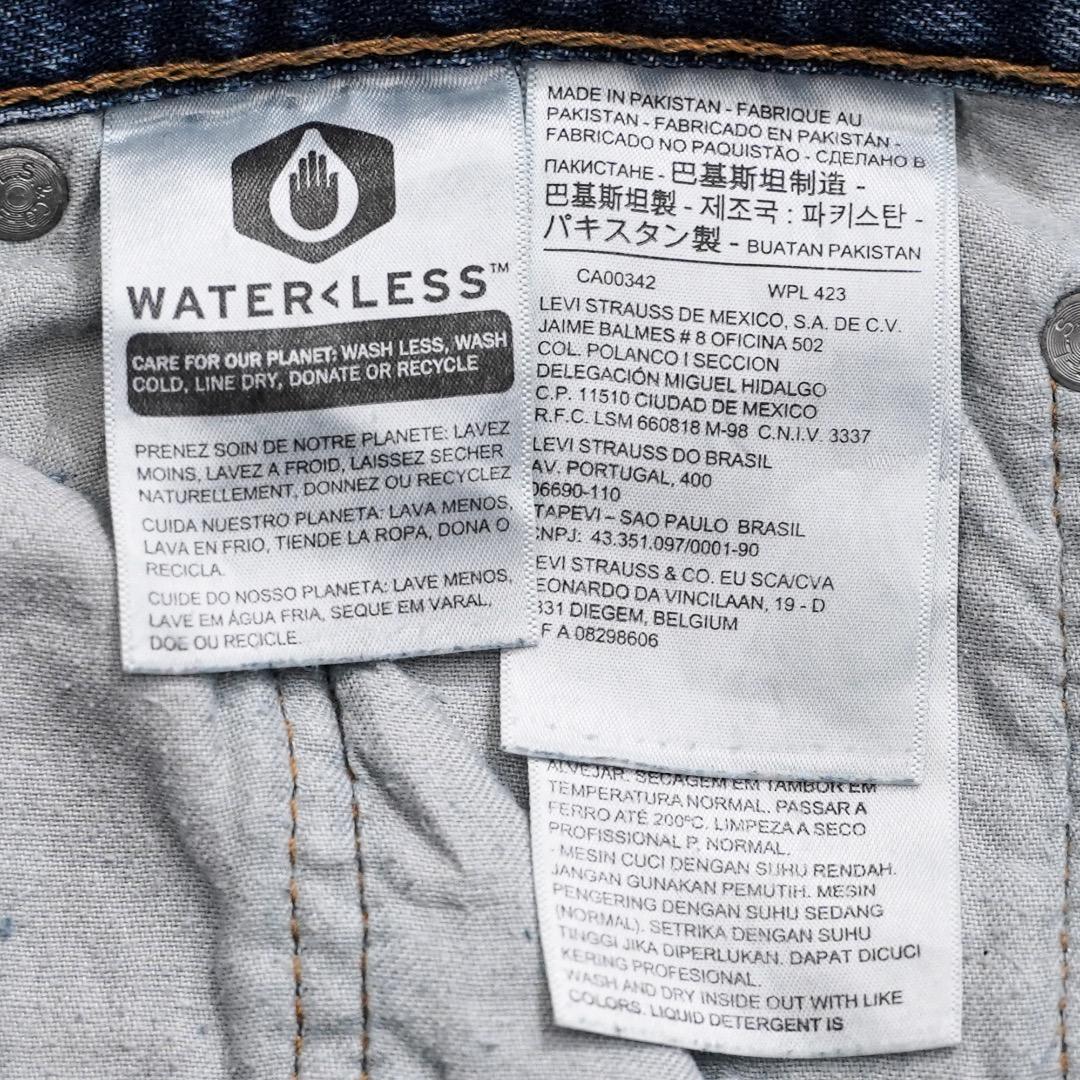 WATER<LESS™
CARE FOR OUR PLANET: WASH LESS, WASH
COLD, LINE DRY, DONATE OR RECYCLE
PRENEZ SOIN DE NOTRE PLANETE: LAVEZ
MOINS, LAVEZ A FROID, LAISSEZ SECHER
NATURELLEMENT, DONNEZ OU RECYCLEZ
CUIDA NUESTRO PLANETA: LAVA MENOS,
LAVA EN FRIO, TIENDE LA ROPA, DONA O
RECICLA.
CUIDE DO NOSSO PLANETA: LAVE MENOS,
LAVE EM ÁGUA FRIA, SEQUE EM VARAL,
DOE OU RECICLE.
MADE IN PAKISTAN - FABRIQUE AU
PAKISTAN - FABRICADO EN PAKISTÁN -
FABRICADO NO PAQUISTÃO - СДЕЛАНО В
ПАКИСТАНЕ - 巴基斯坦制造 -
巴基斯坦製 - 제조국 : 파키스탄 -
パキスタン製 - BUATAN PAKISTAN
CA00342 WPL 423
LEVI STRAUSS DE MEXICO, S.A. DE C.V.
JAIME BALMES # 8 OFICINA 502
COL. POLANCO I SECCION
DELEGACIÓN MIGUEL HIDALGO
C.P. 11510 CIUDAD DE MEXICO
R.F.C. LSM 660818 M-98 C.N.I.V. 3337
LEVI STRAUSS DO BRASIL
AV. PORTUGAL, 400
06690-110
TAPEVI – SAO PAULO BRASIL
CNPJ: 43.351.097/0001-90
EVI STRAUSS & CO. EU SCA/CVA
EONARDO DA VINCILAAN, 19 - D
831 DIEGEM, BELGIUM
F A 08298606
ALVEJAR. SECAGEM EM TAMBOR EM
TEMPERATURA NORMAL. PASSAR A
FERRO ATÉ 200ºC. LIMPEZA A SECO
PROFISSIONAL P, NORMAL.
· MESIN CUCI DENGAN SUHU RENDAH.
JANGAN GUNAKAN PEMUTIH. MESIN
PENGERING DENGAN SUHU SEDANG
(NORMAL). SETRIKA DENGAN SUHU
TINGGI JIKA DIPERLUKAN. DAPAT DICUCI
KERING PROFESIONAL.
WASH AND DRY INSIDE OUT WITH LIKE
COLORS. LIQUID DETERGENT IS